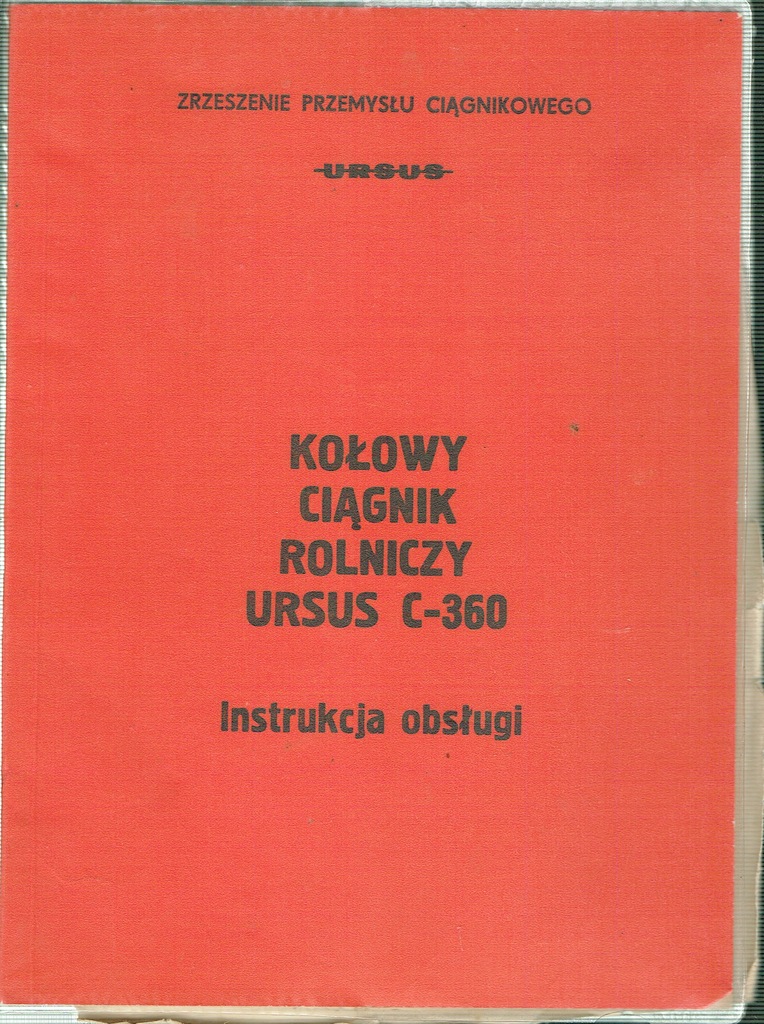 ZRZESZENIE PRZEMYSŁU CIĄGNIKOWEGO
URSUS
KOŁOWY
CIĄGNIK
ROLNICZY
URSUS C-360
Instrukcja obsługi